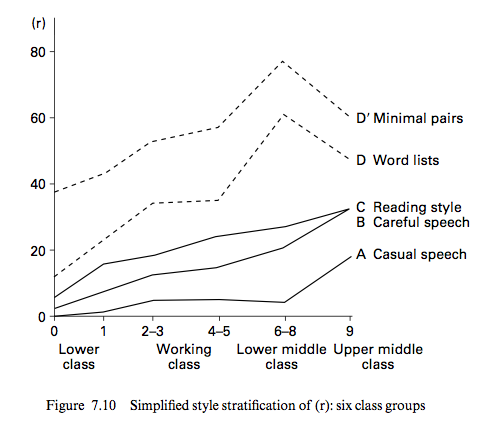 (r)
80
60
40
20
0
D′ Minimal pairs
D Word lists
C Reading style
B Careful speech
A Casual speech
0 1 2–3 4–5 6–8 9
Lower Working Lower middle Upper middle
class class class class
Figure 7.10 Simplified style stratification of (r): six class groups